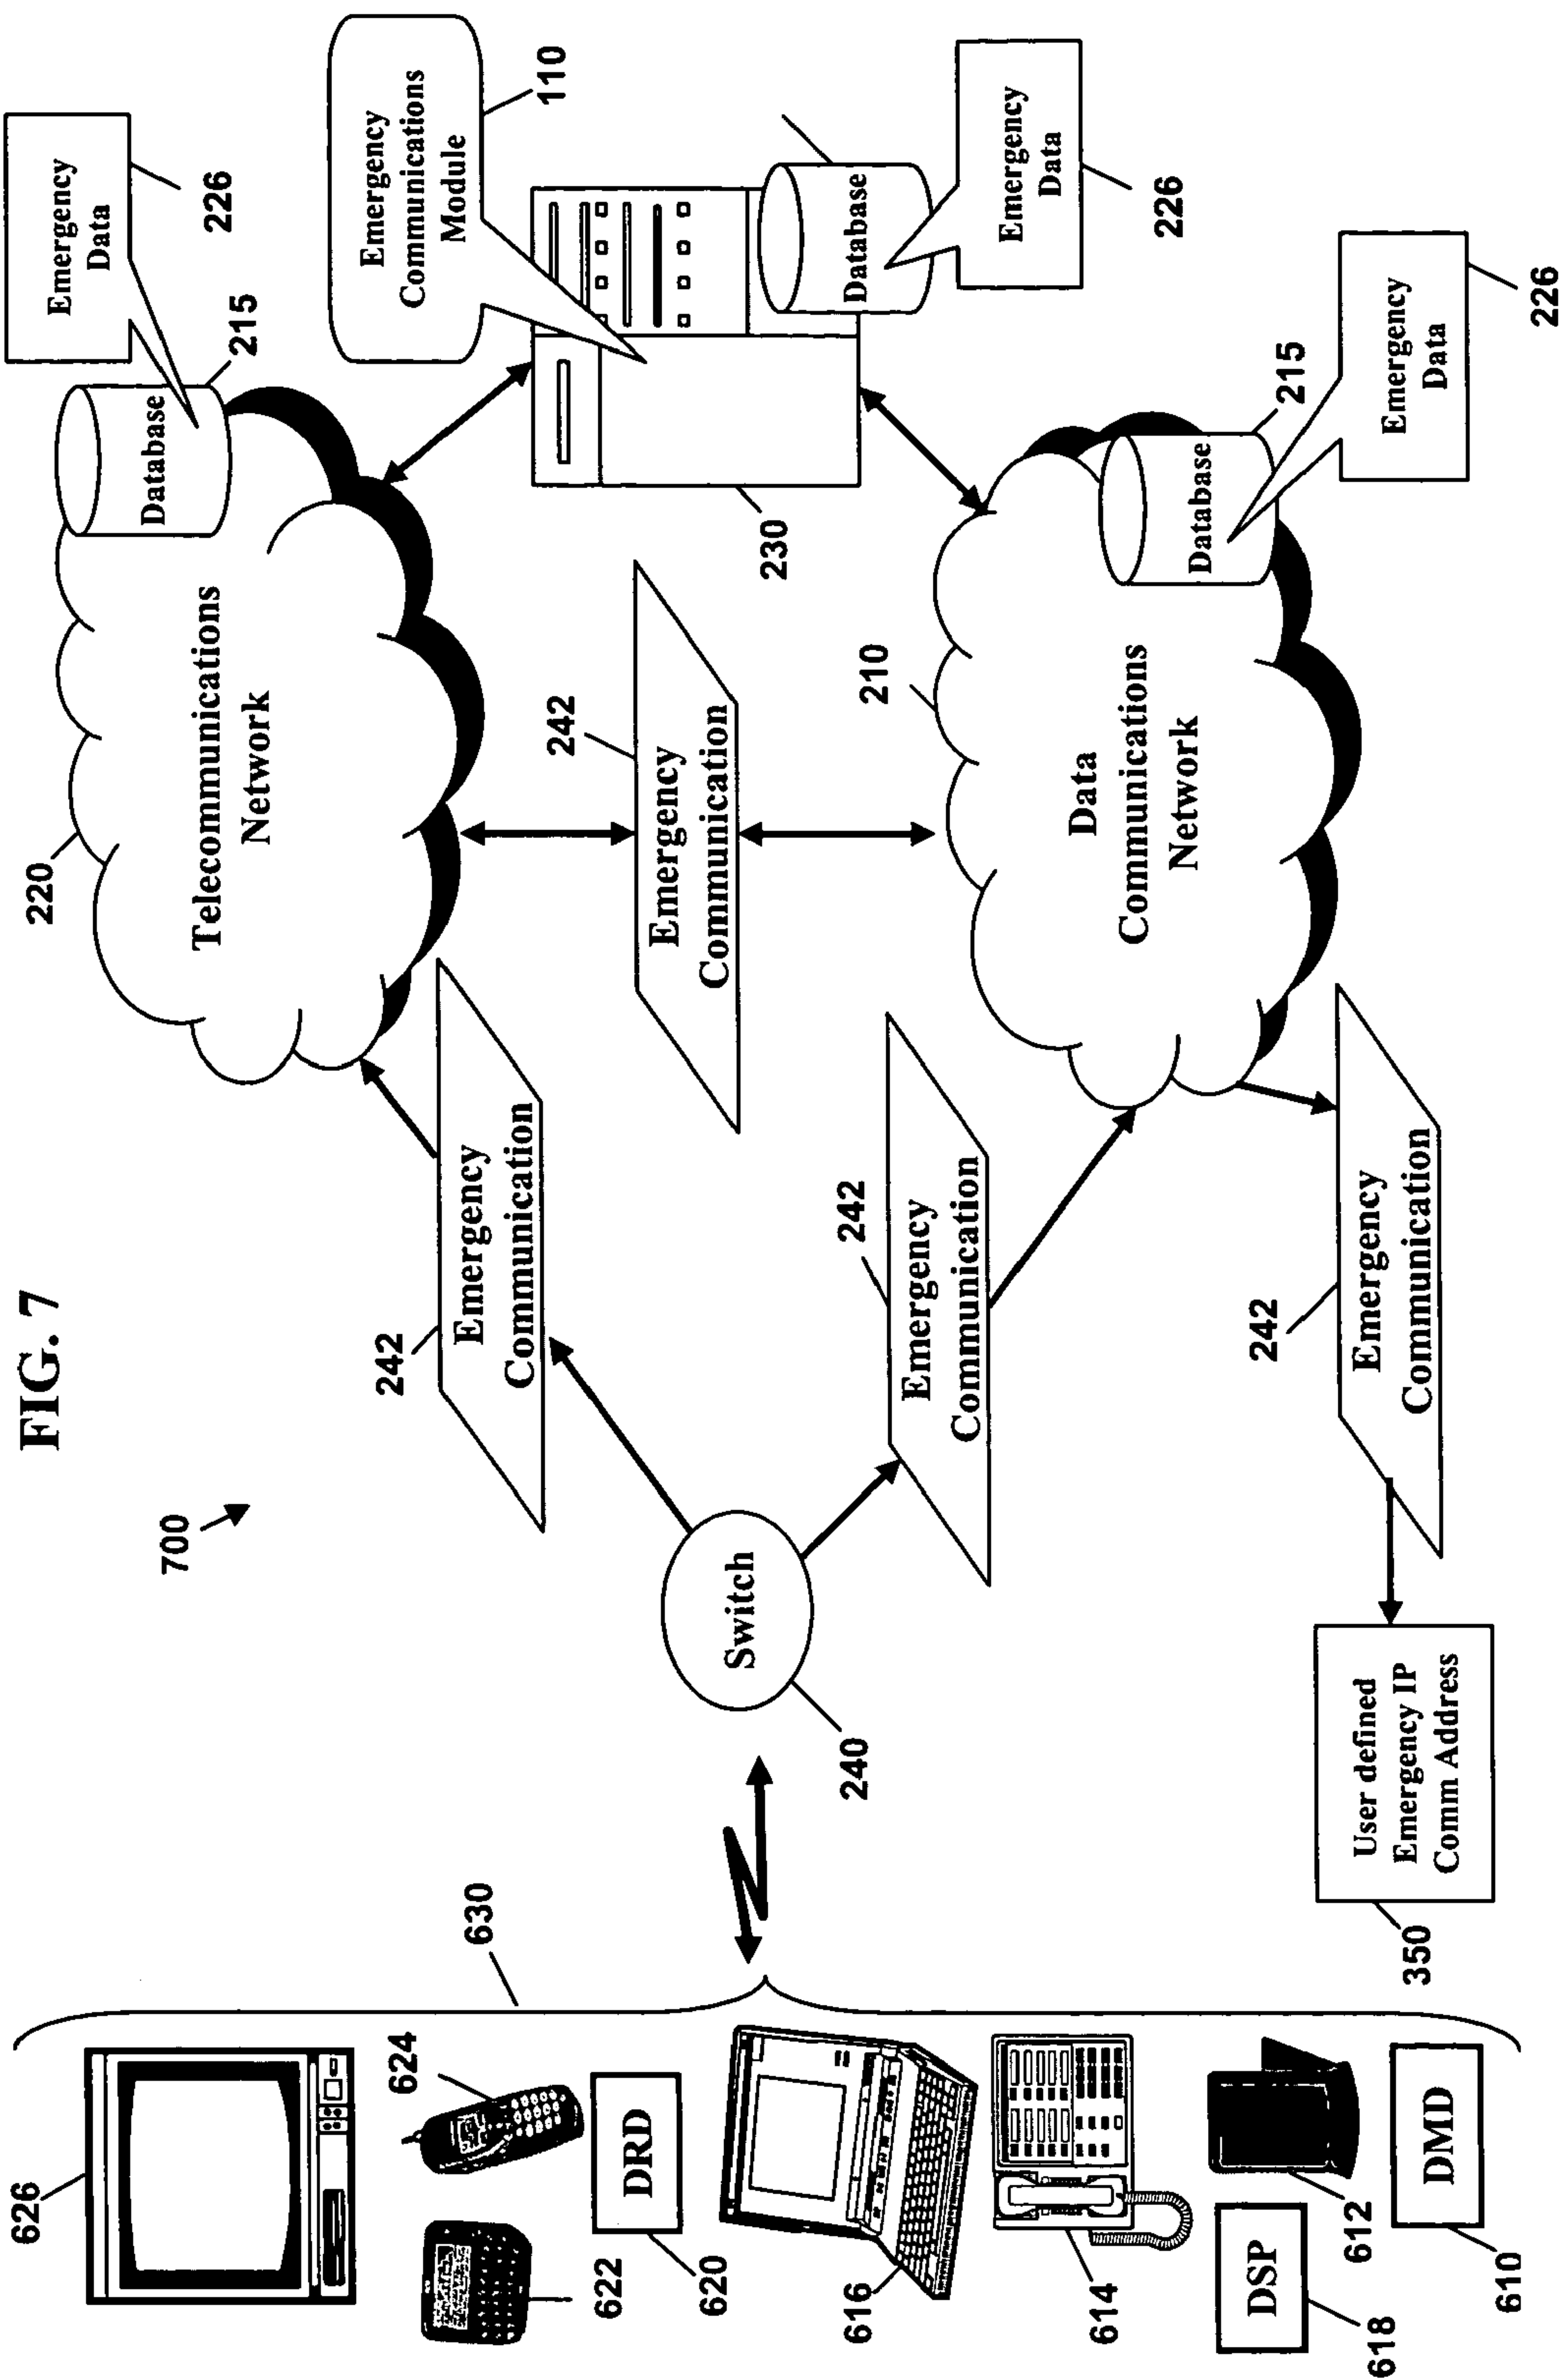 FIG. 7
700
626
624
622
DRD
620
616
614
DSP
618
612
DMD
610
630
Switch
240
User defined
Emergency IP
Comm Address
350
242
Emergency
Communication
242
Emergency
Communication
242
Emergency
Communication
242
Emergency
Communication
220
Telecommunications
Network
Database
215
Emergency
Data
226
210
Data
Communications
Network
Database
215
Emergency
Data
226
230
Emergency
Communications
Module
110
Database
Emergency
Data
226